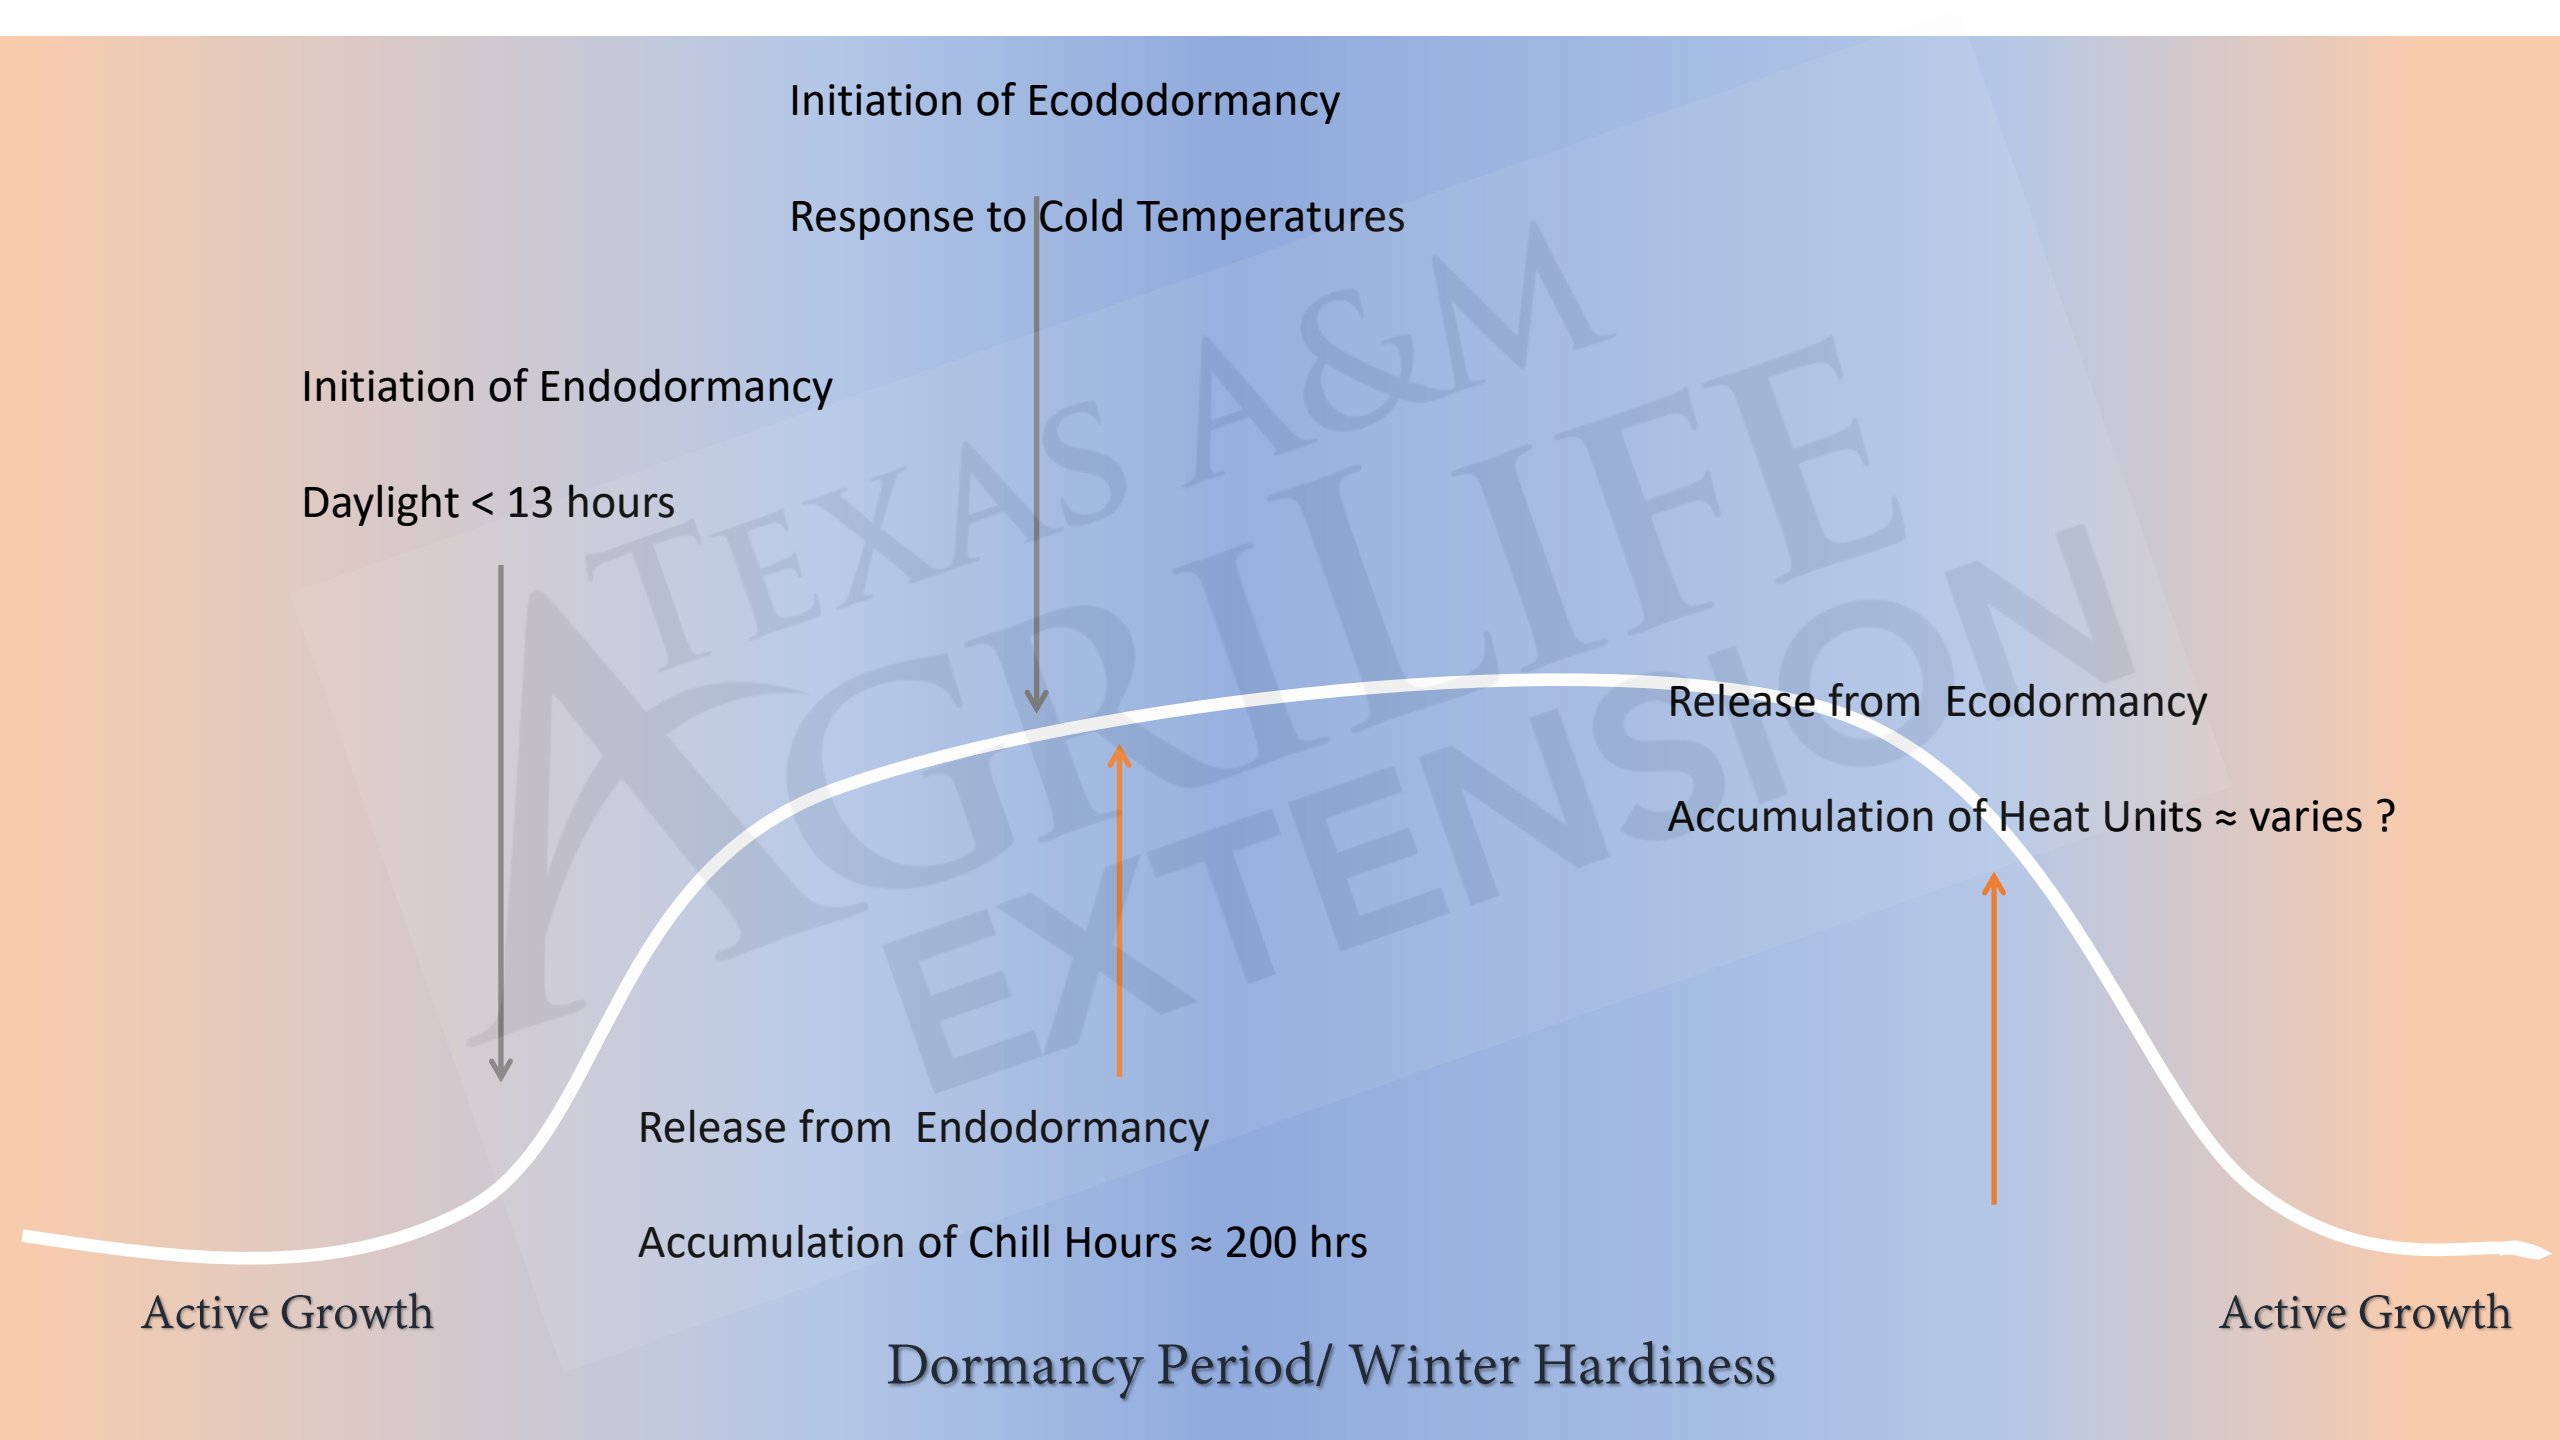 Initiation of Ecododormancy
Response to Cold Temperatures
Initiation of Endodormancy
Daylight < 13 hours
TEXAS A&M
AGRILIFE
EXTENSION
Release from  Ecodormancy
Accumulation of Heat Units ≈ varies ?
Release from  Endodormancy
Accumulation of Chill Hours ≈ 200 hrs
Active Growth
Active Growth
Dormancy Period/ Winter Hardiness